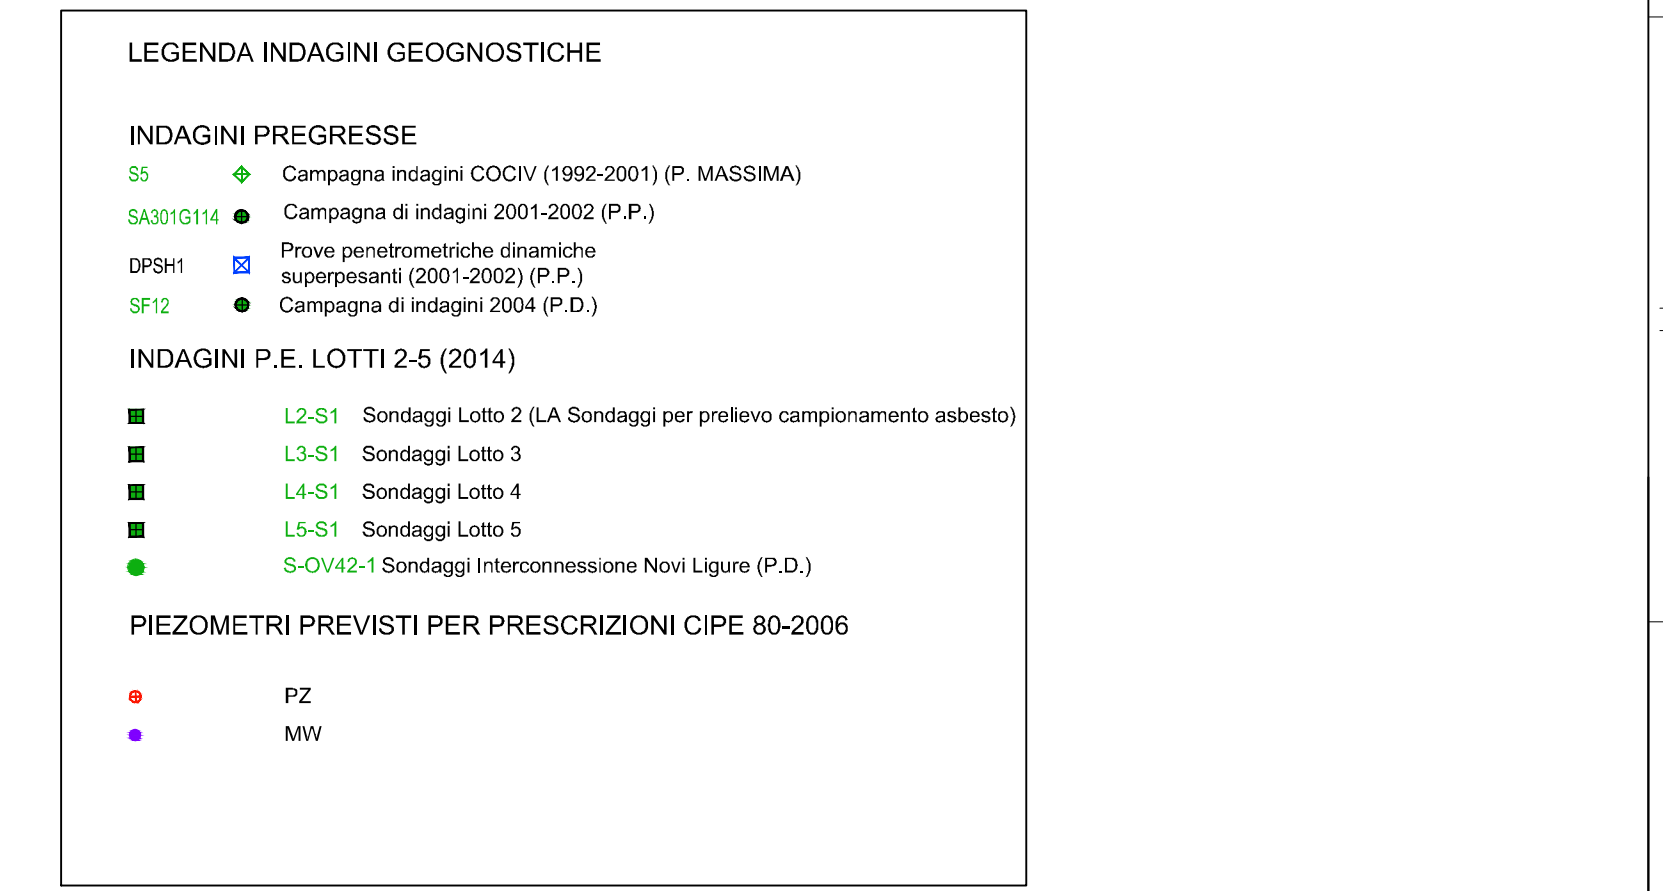 LEGENDA INDAGINI GEOGNOSTICHE
INDAGINI PREGRESSE
S5 Campagna indagini COCIV (1992-2001) (P. MASSIMA)
SA301G114 Campagna di indagini 2001-2002 (P.P.)
DPSH1 Prove penetrometriche dinamiche
superpesanti (2001-2002) (P.P.)
SF12 Campagna di indagini 2004 (P.D.)
INDAGINI P.E. LOTTI 2-5 (2014)
L2-S1 Sondaggi Lotto 2 (LA Sondaggi per prelievo campionamento asbesto)
L3-S1 Sondaggi Lotto 3
L4-S1 Sondaggi Lotto 4
L5-S1 Sondaggi Lotto 5
S-OV42-1 Sondaggi Interconnessione Novi Ligure (P.D.)
PIEZOMETRI PREVISTI PER PRESCRIZIONI CIPE 80-2006
PZ
MW